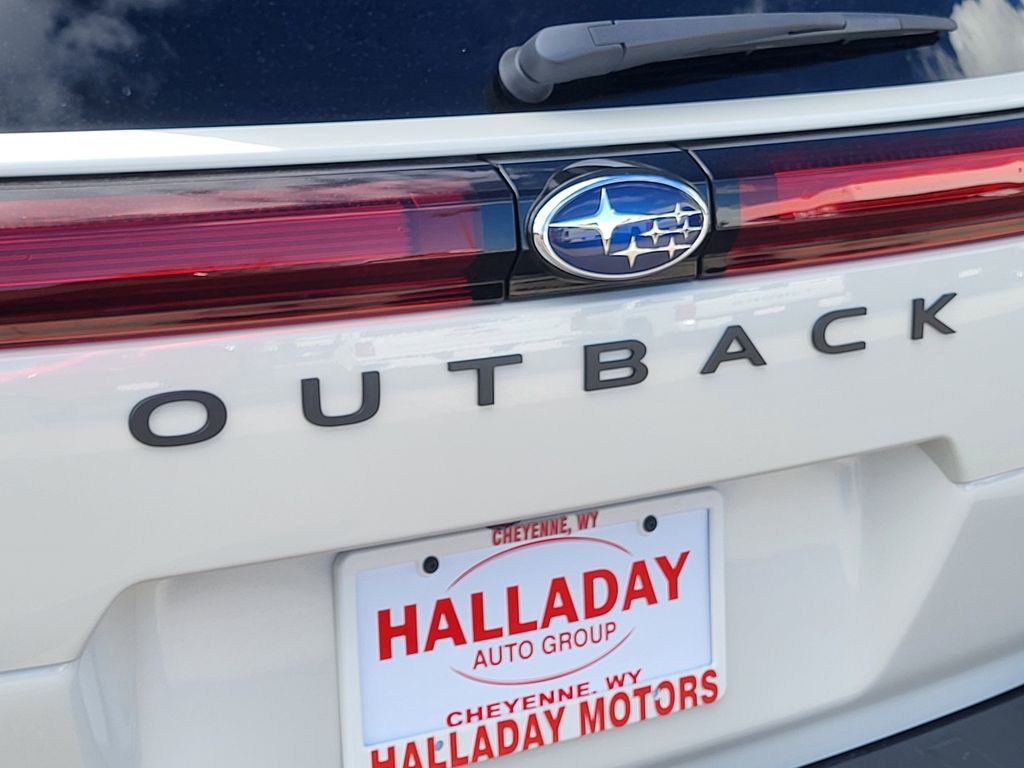 OUTBACK
CHEYENNE, WY
HALLADAY
AUTO GROUP
CHEYENNE, WY
HALLADAY MOTORS